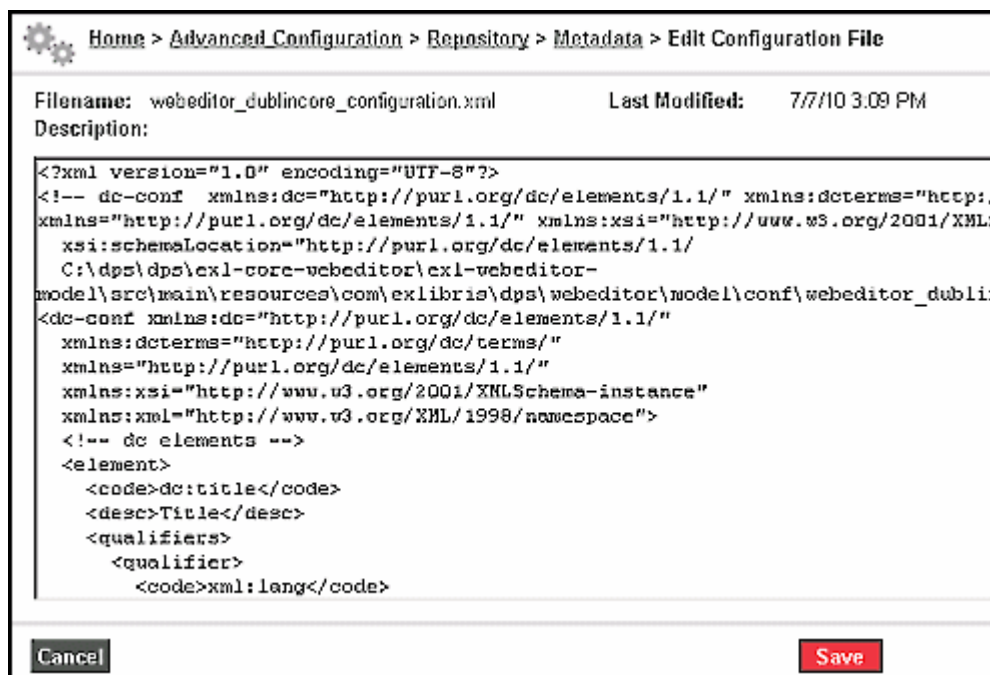 Home > Advanced Configuration > Repository > Metadata > Edit Configuration File
Filename: webeditor_dublincore_configuration.xml Last Modified: 7/7/10 3:09 PM
Description:
<?xml version="1.0" encoding="UTF-8"?>
<!-- dc-conf xmlns:dc="http://purl.org/dc/elements/1.1/" xmlns:dcterms="http:/
xmlns="http://purl.org/dc/elements/1.1/" xmlns:xsi="http://www.w3.org/2001/XML
xsi:schemaLocation="http://purl.org/dc/elements/1.1/
C:\dps\dps\exl-core-webeditor\exl-webeditor-
model\src\main\resources\com\exlibris\dps\webeditor\model\conf\webeditor_dubli
<dc-conf xmlns:dc="http://purl.org/dc/elements/1.1/"
xmlns:dcterms="http://purl.org/dc/terms/"
xmlns="http://purl.org/dc/elements/1.1/"
xmlns:xsi="http://www.w3.org/2001/XMLSchema-instance"
xmlns:xml="http://www.w3.org/XML/1998/namespace">
<!-- dc elements -->
<element>
<code>dc:title</code>
<desc>Title</desc>
<qualifiers>
<qualifier>
<code>xml:lang</code>
Cancel Save